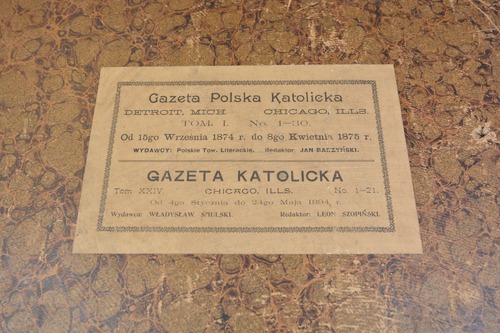 Gazeta Polska Katolicka
DETROIT, MICH CHICAGO, ILLS.
TOM I. No. 1-30.
Od 15go Września 1874 r. do 8go Kwietnia 1875 r.
WYDAWCY: Polskie Tow. Literackie. Redaktor: JAN BARZYŃSKI.
GAZETA KATOLICKA
Tom XXIV. CHICAGO, ILLS. No. 1-21.
Od 4go Stycznia do 24go Maja 1894 r.
Wydawca: WŁADYSŁAW SMULSKI. Redaktor: LEON SZOPIŃSKI.